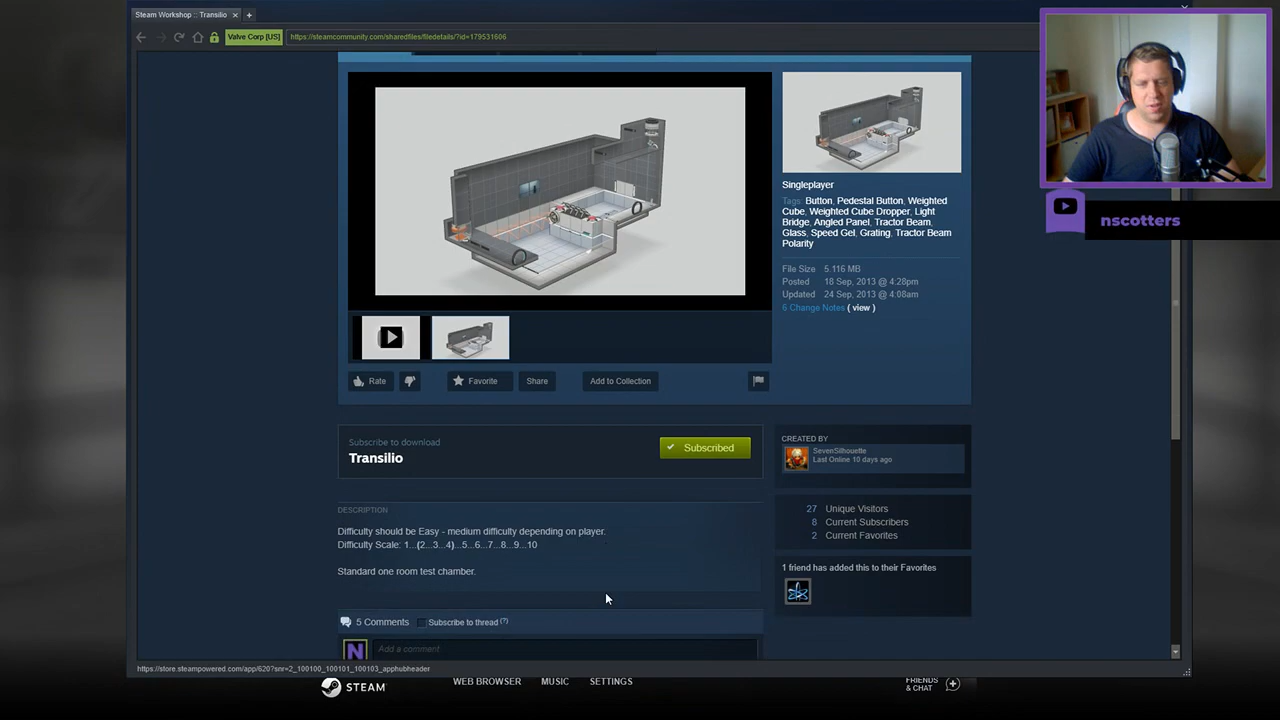 Steam Workshop :: Transilio
Valve Corp [US]
https://steamcommunity.com/sharedfiles/filedetails/?id=179531606
nscotters
Singleplayer
Tags: Button, Pedestal Button, Weighted
Cube, Weighted Cube Dropper, Light
Bridge, Angled Panel, Tractor Beam,
Glass, Speed Gel, Grating, Tractor Beam
Polarity
File Size 5.116 MB
Posted 18 Sep, 2013 @ 4:28pm
Updated 24 Sep, 2013 @ 4:08am
6 Change Notes ( view )
Rate
Favorite
Share
Add to Collection
Subscribe to download
Transilio
Subscribed
CREATED BY
SevenSilhouette
Last Online 10 days ago
DESCRIPTION
Difficulty should be Easy - medium difficulty depending on player.
Difficulty Scale: 1...(2...3...4)...5...6...7...8...9...10
Standard one room test chamber.
27 Unique Visitors
8 Current Subscribers
2 Current Favorites
1 friend has added this to their Favorites
5 Comments
Subscribe to thread (?)
N
Add a comment
https://store.steampowered.com/app/620?snr=2_100100_100101_100103_apphubheader
STEAM
WEB BROWSER
MUSIC
SETTINGS
FRIENDS
& CHAT